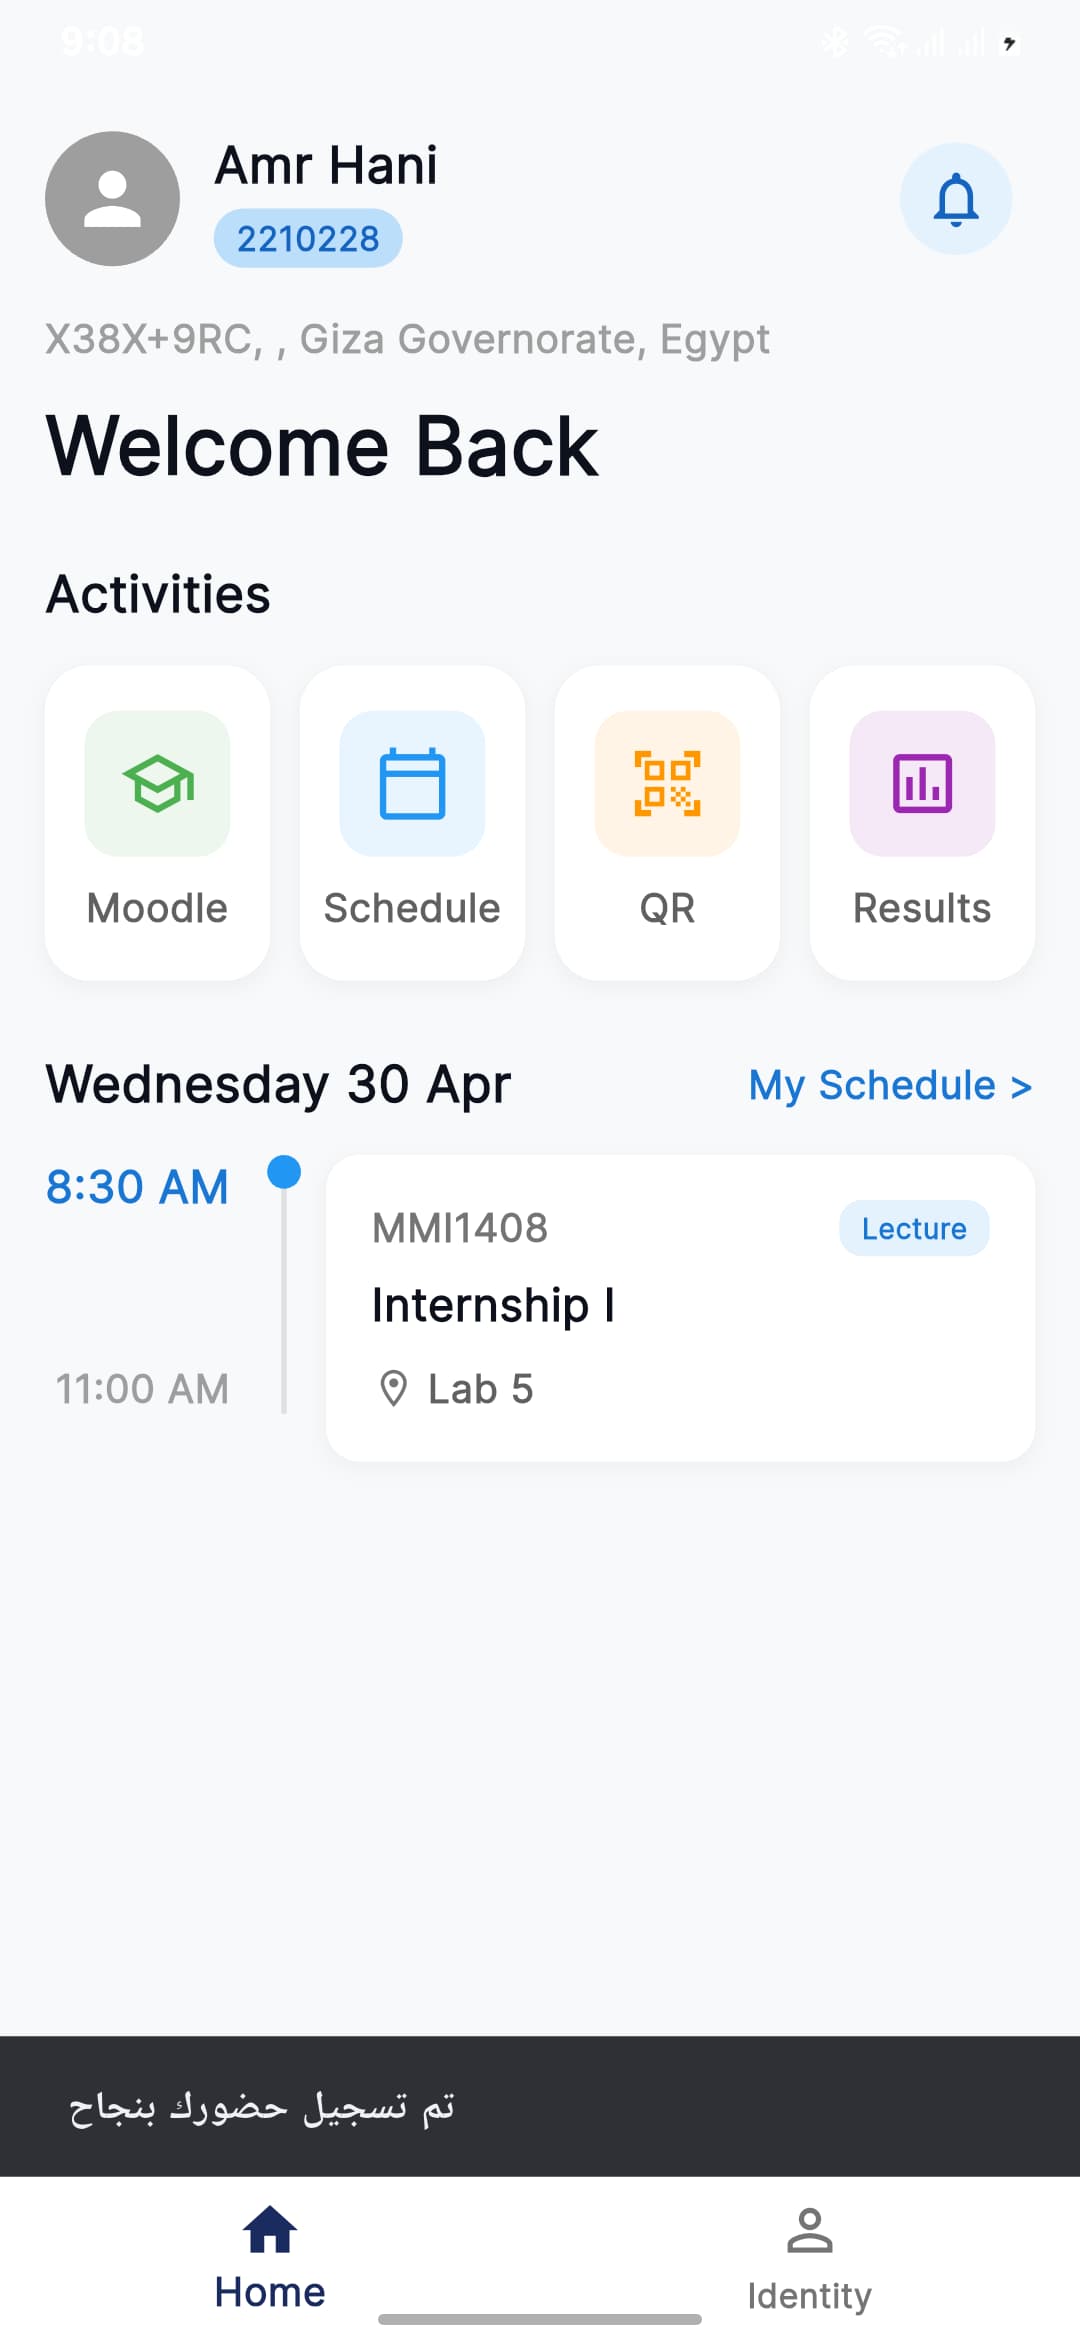 9:08
Amr Hani
2210228
X38X+9RC, , Giza Governorate, Egypt
Welcome Back
Activities
Moodle
Schedule
QR
Results
Wednesday 30 Apr
My Schedule >
8:30 AM
MMI1408
Lecture
Internship I
11:00 AM
Lab 5
تم تسجيل حضورك بنجاح
Home
Identity